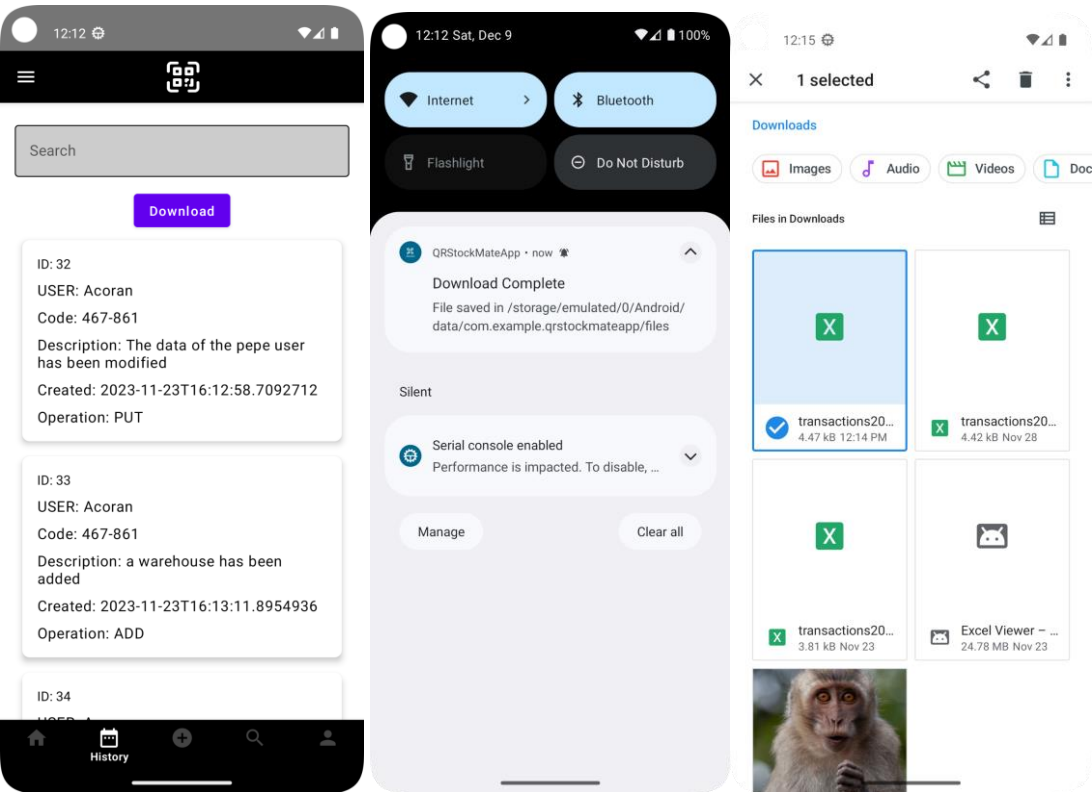 12:12
Search
Download
ID: 32
USER: Acoran
Code: 467-861
Description: The data of the pepe user
has been modified
Created: 2023-11-23T16:12:58.7092712
Operation: PUT
ID: 33
USER: Acoran
Code: 467-861
Description: a warehouse has been
added
Created: 2023-11-23T16:13:11.8954936
Operation: ADD
ID: 34
History
12:12 Sat, Dec 9
100%
Internet
Bluetooth
Flashlight
Do Not Disturb
QRStockMateApp • now
Download Complete
File saved in /storage/emulated/0/Android/
data/com.example.qrstockmateapp/files
Silent
Serial console enabled
Performance is impacted. To disable, ...
Manage
Clear all
12:15
1 selected
Downloads
Images
Audio
Videos
Doc
Files in Downloads
X
X
transactions20...
4.47 kB 12:14 PM
X
transactions20...
4.42 kB Nov 28
X
X
transactions20...
3.81 kB Nov 23
Excel Viewer – ...
24.78 MB Nov 23